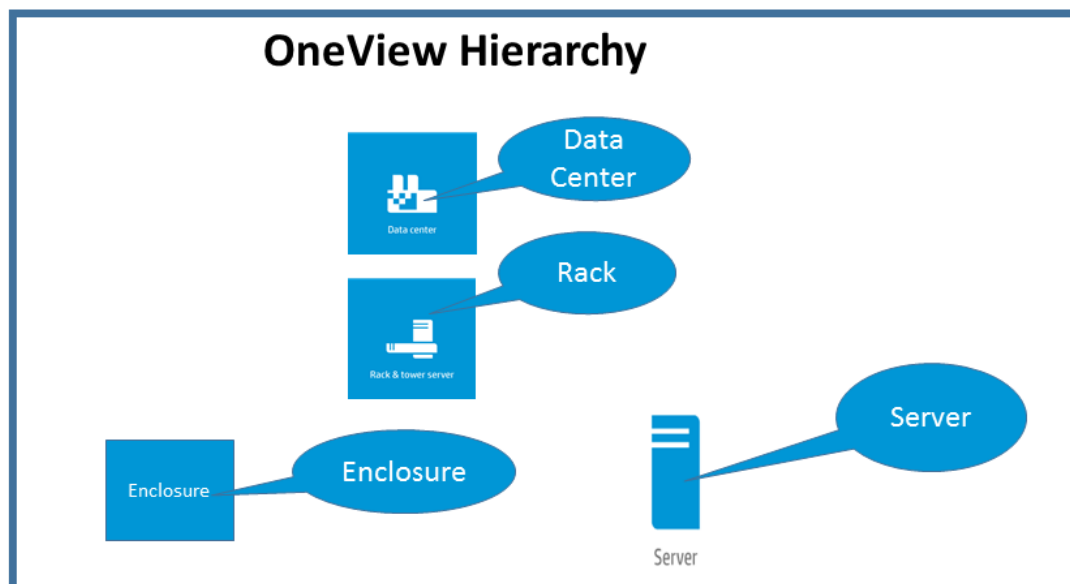 OneView Hierarchy
Data
Center
Data center
Rack
Rack & tower server
Server
Enclosure
Enclosure
Server